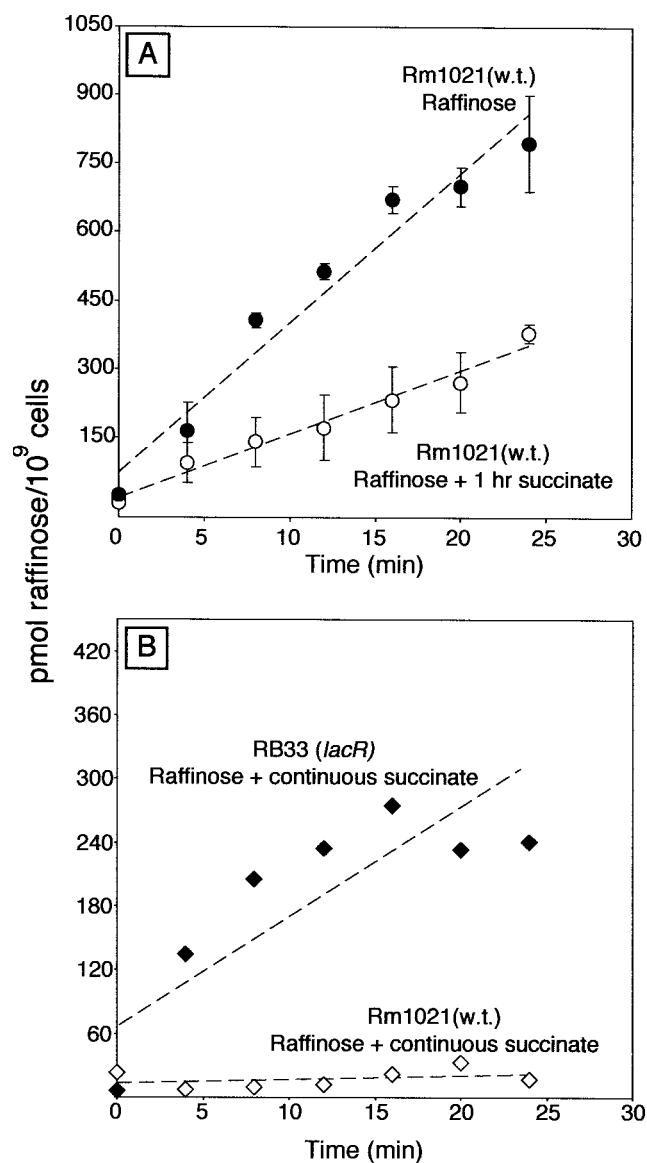 pmol raffinose/10⁹ cells
A
1050
900
750
600
450
300
150
Rm1021(w.t.)
Raffinose
Rm1021(w.t.)
Raffinose + 1 hr succinate
0 5 10 15 20 25 30
Time (min)
B
420
360
300
240
180
120
60
RB33 (lacR)
Raffinose + continuous succinate
Rm1021(w.t.)
Raffinose + continuous succinate
0 5 10 15 20 25 30
Time (min)